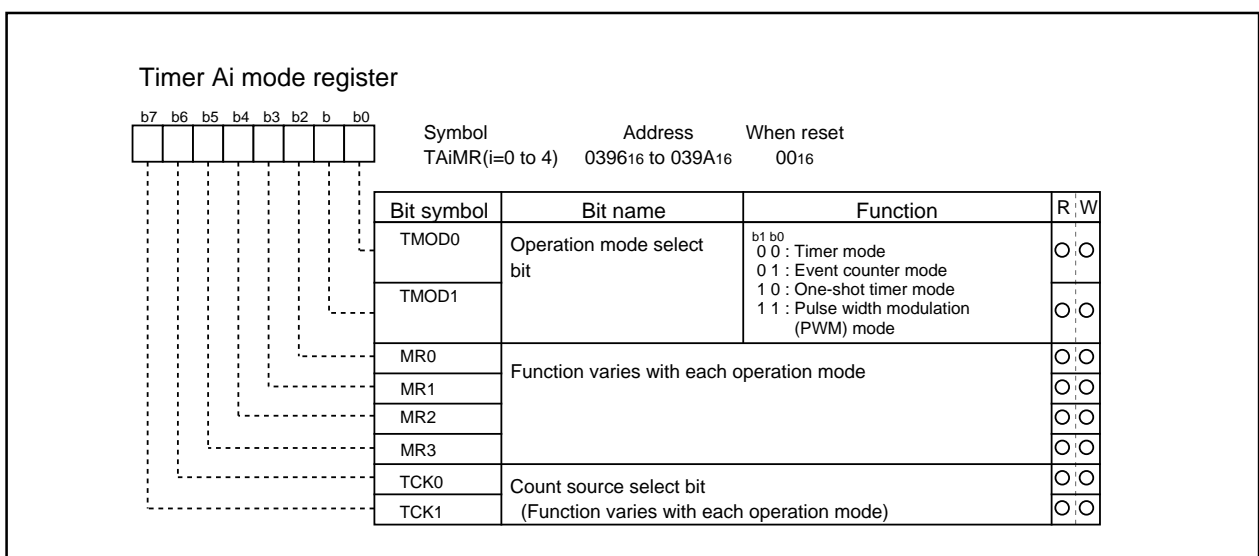 Timer Ai mode register
b7 b6 b5 b4 b3 b2 b b0
Symbol Address When reset
TAiMR(i=0 to 4) 039616 to 039A16 0016
Bit symbol Bit name Function R W
TMOD0 Operation mode select bit
b1 b0
0 0 : Timer mode
0 1 : Event counter mode
1 0 : One-shot timer mode
1 1 : Pulse width modulation
(PWM) mode
TMOD1
MR0 Function varies with each operation mode
MR1
MR2
MR3
TCK0 Count source select bit
TCK1 (Function varies with each operation mode)